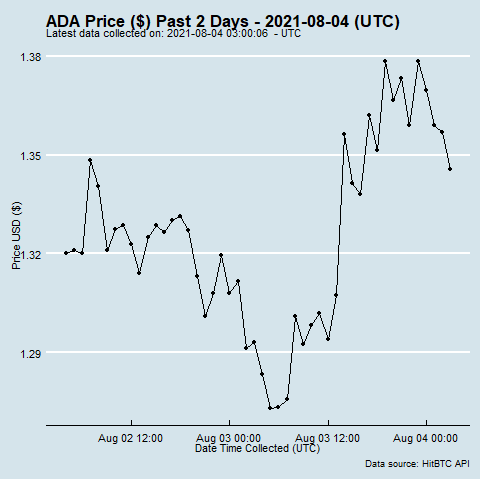 ADA Price ($) Past 2 Days - 2021-08-04 (UTC)
Latest data collected on: 2021-08-04 03:00:06 - UTC
1.38
1.35
1.32
1.29
Price USD ($)
Aug 02 12:00 Aug 03 00:00 Aug 03 12:00 Aug 04 00:00
Date Time Collected (UTC)
Data source: HitBTC API